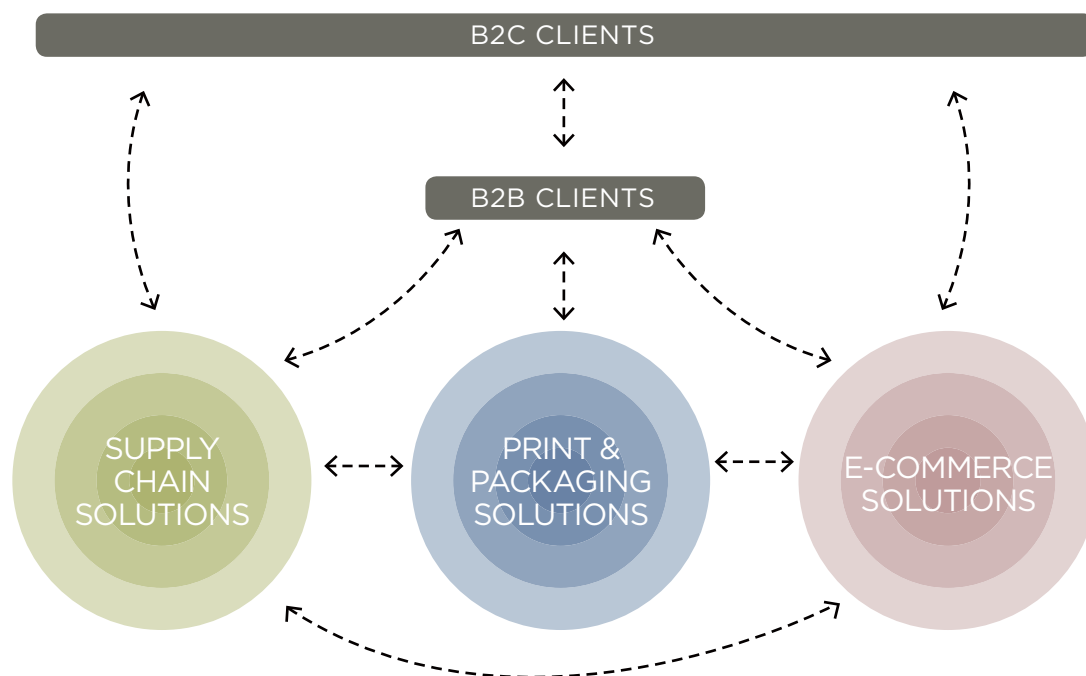 B2C CLIENTS
B2B CLIENTS
SUPPLY
CHAIN
SOLUTIONS
PRINT &
PACKAGING
SOLUTIONS
E-COMMERCE
SOLUTIONS